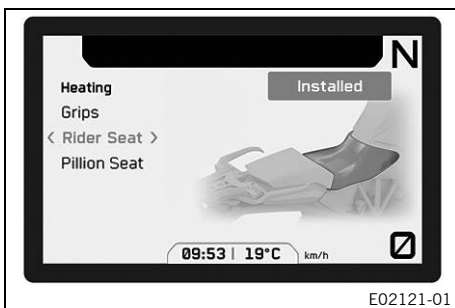 N
Heating
Installed
Grips
< Rider Seat >
Pillion Seat
09:53 | 19°C km/h
E02121-01